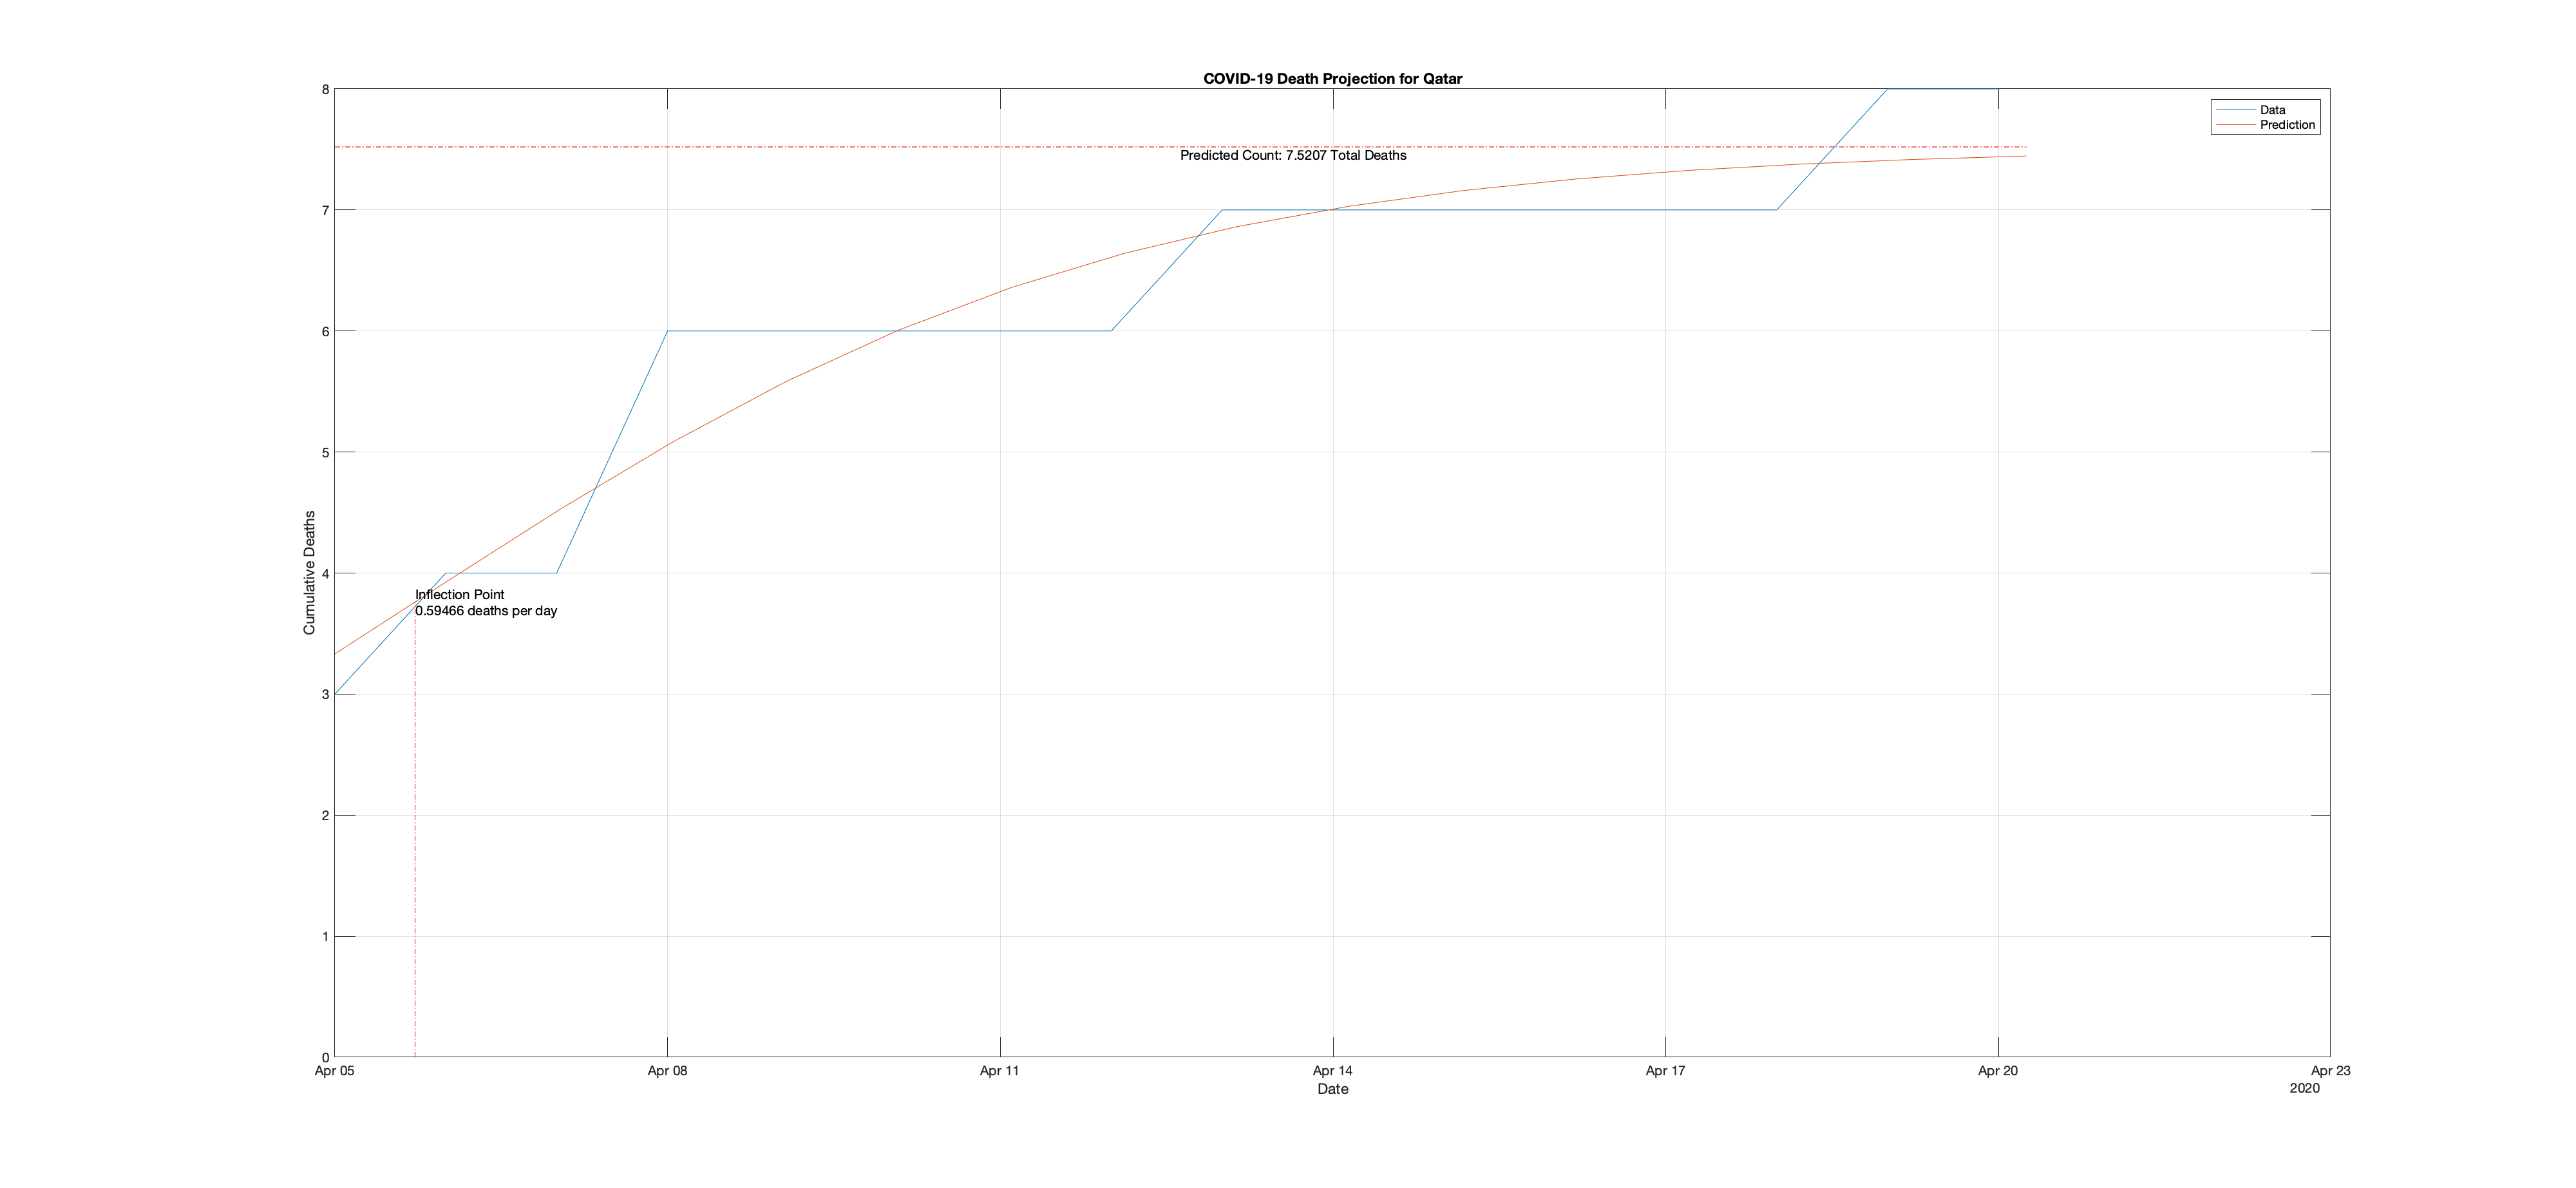 COVID-19 Death Projection for Qatar
Data
Prediction
Predicted Count: 7.5207 Total Deaths
Inflection Point
0.59466 deaths per day
Cumulative Deaths
8
7
6
5
4
3
2
1
0
Apr 05
Apr 08
Apr 11
Apr 14
Apr 17
Apr 20
Apr 23
Date
2020